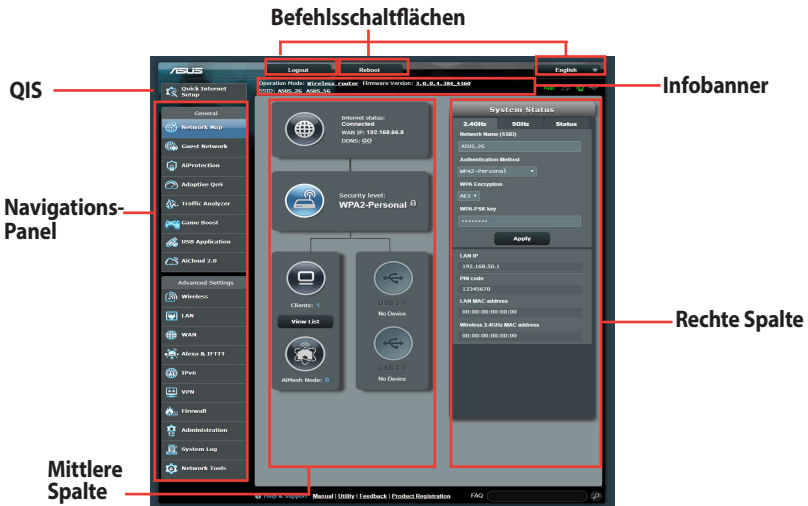 Befehlsschaltflächen
QIS
Infobanner
Navigations-
Panel
Rechte Spalte
Mittlere
Spalte
ASUS
Logout
Reboot
English
Operation Mode: Wireless router Firmware Version: 3.0.0.4.384_4360
SSID: ASUS_2G ASUS_5G
Quick Internet
Setup
General
Network Map
Guest Network
AiProtection
Adaptive QoS
Traffic Analyzer
Game Boost
USB Application
AiCloud 2.0
Advanced Settings
Wireless
LAN
WAN
Alexa & IFTTT
IPv6
VPN
Firewall
Administration
System Log
Network Tools
Internet status:
Connected
WAN IP: 192.168.66.8
DDNS: GO
Security level:
WPA2-Personal
Clients: 1
View List
AiMesh Node: 0
USB 3.0
No Device
USB 3.0
No Device
System Status
2.4GHz 5GHz Status
Network Name (SSID)
ASUS_2G
Authentication Method
WPA2-Personal
WPA Encryption
AES
WPA-PSK key
••••••••
Apply
LAN IP
192.168.50.1
PIN code
12345670
LAN MAC address
00:00:00:00:00:00
Wireless 2.4GHz MAC address
00:00:00:00:00:00
Help & Support Manual | Utility | Feedback | Product Registration FAQ